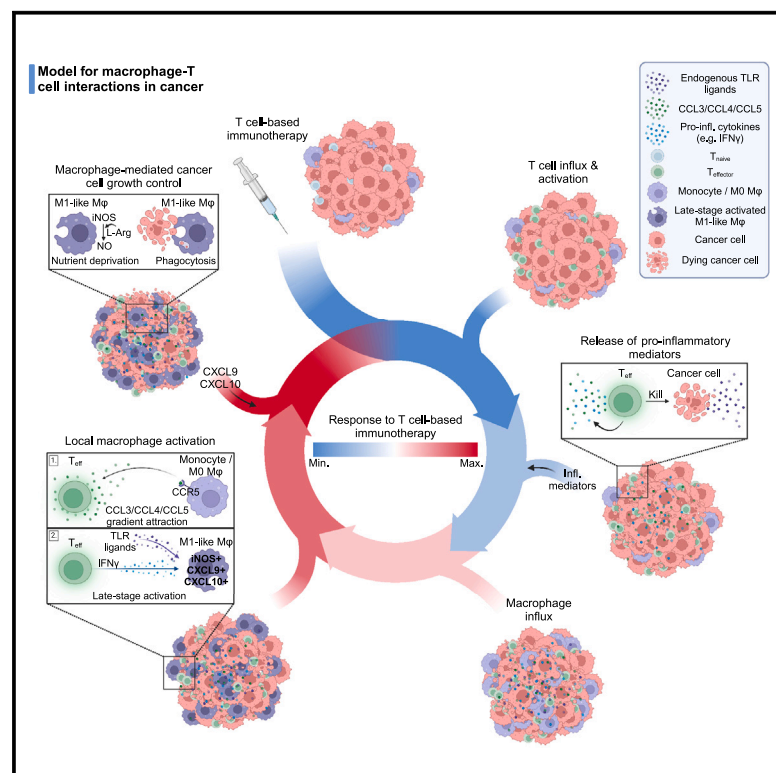 Model for macrophage-T
cell interactions in cancer
T cell-based
immunotherapy
T cell influx &
activation
Endogenous TLR
ligands
CCL3/CCL4/CCL5
Pro-infl. cytokines
(e.g. IFNγ)
Tnaive
Teffector
Monocyte / M0 Mφ
Late-stage activated
M1-like Mφ
Cancer cell
Dying cancer cell
Macrophage-mediated cancer
cell growth control
M1-like Mφ
M1-like Mφ
iNOS
L-Arg
NO
Nutrient deprivation
Phagocytosis
CXCL9
CXCL10
Release of pro-inflammatory
mediators
Teff
Cancer cell
Kill
Infl.
mediators
Response to T cell-based
immunotherapy
Min.
Max.
Local macrophage activation
1.
Teff
Monocyte /
M0 Mφ
CCR5
CCL3/CCL4/CCL5
gradient attraction
2.
Teff
TLR
ligands
IFNγ
M1-like Mφ
iNOS+
CXCL9+
CXCL10+
Late-stage activation
Macrophage
influx